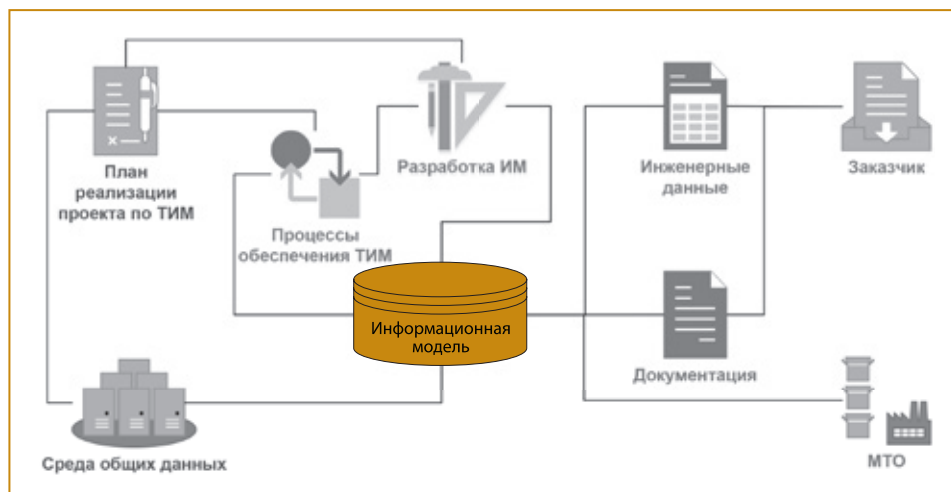 План
реализации
проекта по ТИМ
Разработка ИМ
Процессы
обеспечения ТИМ
Инженерные
данные
Заказчик
Информационная
модель
Документация
Среда общих данных
МТО